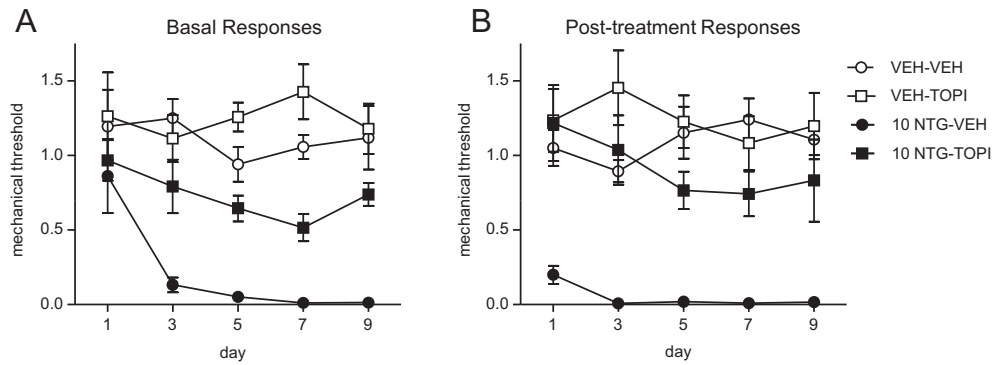 A
Basal Responses
mechanical threshold
1.5
1.0
0.5
0.0
1 3 5 7 9
day
B
Post-treatment Responses
mechanical threshold
1.5
1.0
0.5
0.0
1 3 5 7 9
day
VEH-VEH
VEH-TOPI
10 NTG-VEH
10 NTG-TOPI